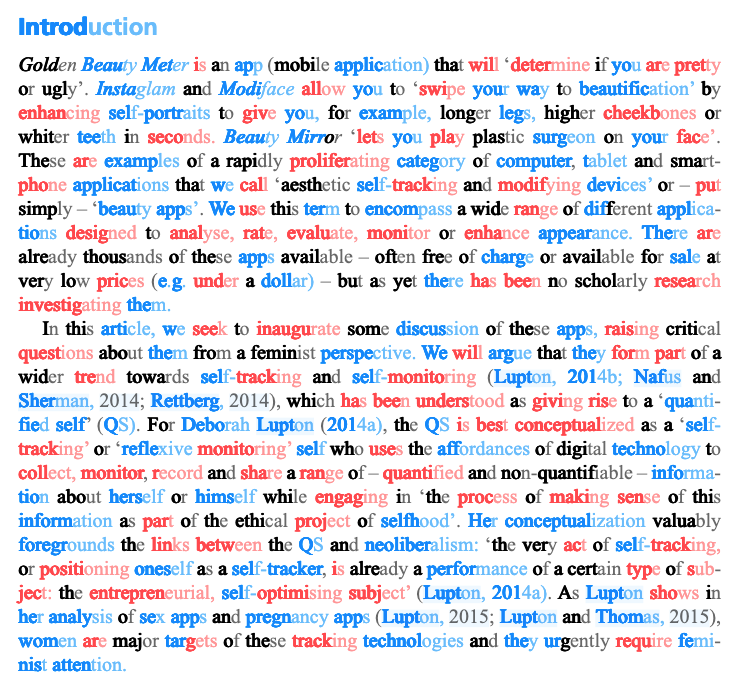 Introduction
Golden Beauty Meter is an app (mobile application) that will ‘determine if you are pretty
or ugly’. Instaglam and Modiface allow you to ‘swipe your way to beautification’ by
enhancing self-portraits to give you, for example, longer legs, higher cheekbones or
whiter teeth in seconds. Beauty Mirror ‘lets you play plastic surgeon on your face’.
These are examples of a rapidly proliferating category of computer, tablet and smart-
phone applications that we call ‘aesthetic self-tracking and modifying devices’ or – put
simply – ‘beauty apps’. We use this term to encompass a wide range of different applica-
tions designed to analyse, rate, evaluate, monitor or enhance appearance. There are
already thousands of these apps available – often free of charge or available for sale at
very low prices (e.g. under a dollar) – but as yet there has been no scholarly research
investigating them.
In this article, we seek to inaugurate some discussion of these apps, raising critical
questions about them from a feminist perspective. We will argue that they form part of a
wider trend towards self-tracking and self-monitoring (Lupton, 2014b; Nafus and
Sherman, 2014; Rettberg, 2014), which has been understood as giving rise to a ‘quanti-
fied self’ (QS). For Deborah Lupton (2014a), the QS is best conceptualized as a ‘self-
tracking’ or ‘reflexive monitoring’ self who uses the affordances of digital technology to
collect, monitor, record and share a range of – quantified and non-quantifiable – informa-
tion about herself or himself while engaging in ‘the process of making sense of this
information as part of the ethical project of selfhood’. Her conceptualization valuably
foregrounds the links between the QS and neoliberalism: ‘the very act of self-tracking,
or positioning oneself as a self-tracker, is already a performance of a certain type of sub-
ject: the entrepreneurial, self-optimising subject’ (Lupton, 2014a). As Lupton shows in
her analysis of sex apps and pregnancy apps (Lupton, 2015; Lupton and Thomas, 2015),
women are major targets of these tracking technologies and they urgently require femi-
nist attention.